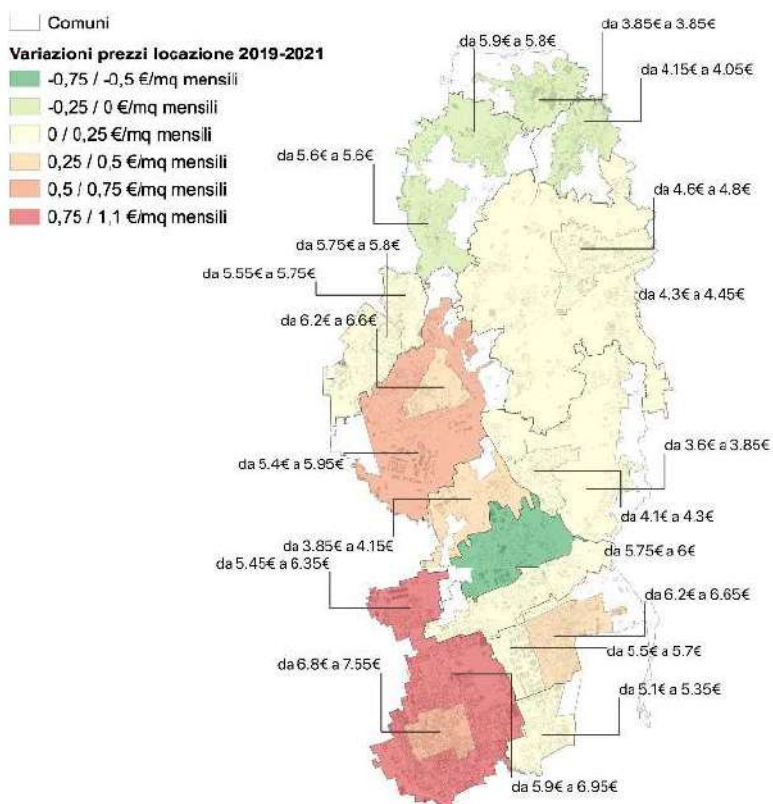 Comuni
Variazioni prezzi locazione 2019-2021
-0,75 / -0,5 €/mq mensili
-0,25 / 0 €/mq mensili
0 / 0,25 €/mq mensili
0,25 / 0,5 €/mq mensili
0,5 / 0,75 €/mq mensili
0,75 / 1,1 €/mq mensili
da 3.85€ a 3.85€
da 5.9€ a 5.8€
da 4.15€ a 4.05€
da 5.6€ a 5.6€
da 4.6€ a 4.8€
da 5.75€ a 5.8€
da 5.55€ a 5.75€
da 4.3€ a 4.45€
da 6.2€ a 6.6€
da 3.6€ a 3.85€
da 5.4€ a 5.95€
da 4.1€ a 4.3€
da 3.85€ a 4.15€
da 5.75€ a 6€
da 5.45€ a 6.35€
da 6.2€ a 6.65€
da 5.5€ a 5.7€
da 6.8€ a 7.55€
da 5.1€ a 5.35€
da 5.9€ a 6.95€